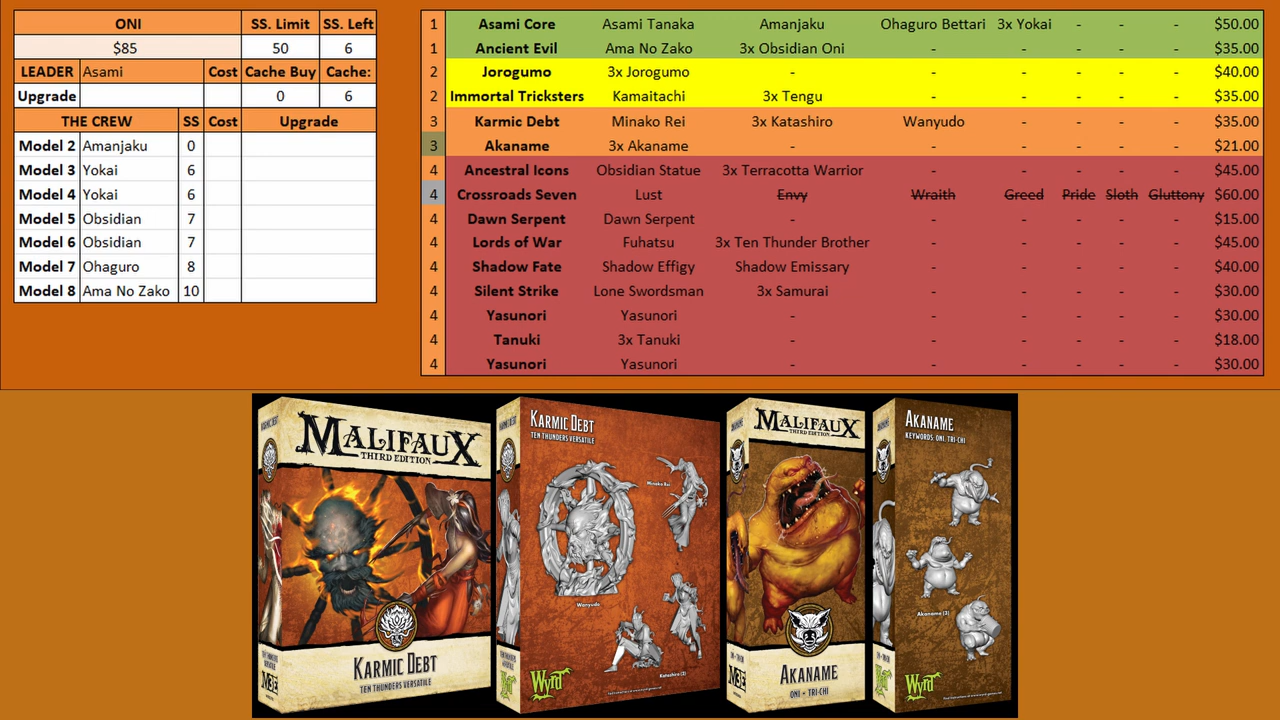 ONI SS. Limit SS. Left
$85 50 6
LEADER Asami Cost Cache Buy Cache:
Upgrade 0 6
THE CREW SS Cost Upgrade
Model 2 Amanjaku 0
Model 3 Yokai 6
Model 4 Yokai 6
Model 5 Obsidian 7
Model 6 Obsidian 7
Model 7 Ohaguro 8
Model 8 Ama No Zako 10
1 Asami Core Asami Tanaka Amanjaku Ohaguro Bettari 3x Yokai - - - $50.00
1 Ancient Evil Ama No Zako 3x Obsidian Oni - - - - - $35.00
2 Jorogumo 3x Jorogumo - - - - - - $40.00
2 Immortal Tricksters Kamaitachi 3x Tengu - - - - - $35.00
3 Karmic Debt Minako Rei 3x Katashiro Wanyudo - - - - $35.00
3 Akaname 3x Akaname - - - - - - $21.00
4 Ancestral Icons Obsidian Statue 3x Terracotta Warrior - - - - - $45.00
4 Crossroads Seven Lust Envy Wraith Greed Pride Sloth Gluttony $60.00
4 Dawn Serpent Dawn Serpent - - - - - - $15.00
4 Lords of War Fuhatsu 3x Ten Thunder Brother - - - - - $45.00
4 Shadow Fate Shadow Effigy Shadow Emissary - - - - - $40.00
4 Silent Strike Lone Swordsman 3x Samurai - - - - - $30.00
4 Yasunori Yasunori - - - - - - $30.00
4 Tanuki 3x Tanuki - - - - - - $18.00
4 Yasunori Yasunori - - - - - - $30.00
MALIFAUX
THIRD EDITION
KARMIC DEBT
TEN THUNDERS VERSATILE
M3E
KARMIC DEBT
TEN THUNDERS VERSATILE
Minako Rei
Wanyudo
Katashiro (2)
Wyrd
MALIFAUX
THIRD EDITION
AKANAME
ONI - TRI-CHI
M3E
AKANAME
KEYWORDS: ONI, TRI-CHI
Akaname (3)
Wyrd